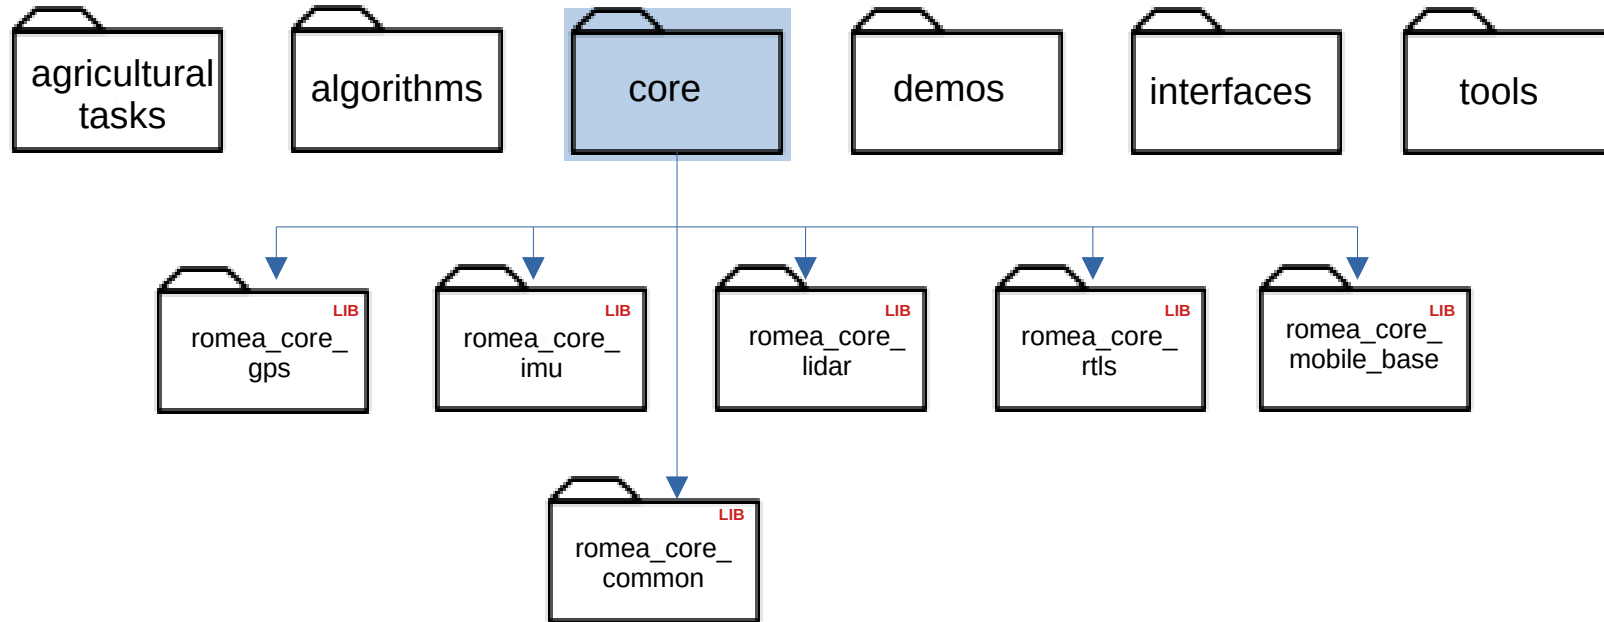 agricultural
tasks
algorithms
core
demos
interfaces
tools
LIB
romea_core_
gps
LIB
romea_core_
imu
LIB
romea_core_
lidar
LIB
romea_core_
rtls
LIB
romea_core_
mobile_base
LIB
romea_core_
common